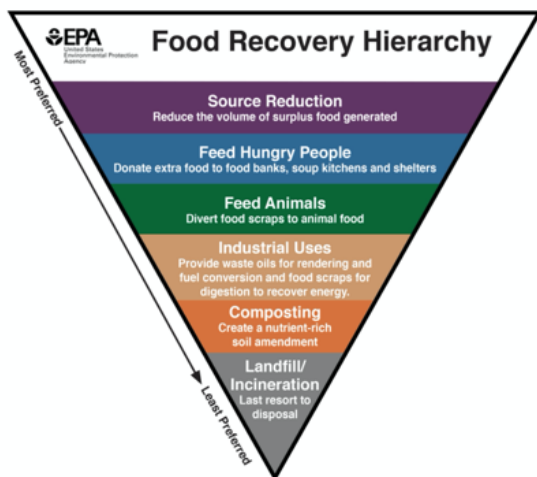 EPA
United States
Environmental Protection
Agency
Food Recovery Hierarchy
Most Preferred
Source Reduction
Reduce the volume of surplus food generated
Feed Hungry People
Donate extra food to food banks, soup kitchens and shelters
Feed Animals
Divert food scraps to animal food
Industrial Uses
Provide waste oils for rendering and
fuel conversion and food scraps for
digestion to recover energy.
Composting
Create a nutrient-rich
soil amendment
Landfill/
Incineration
Last resort to
disposal
Least Preferred